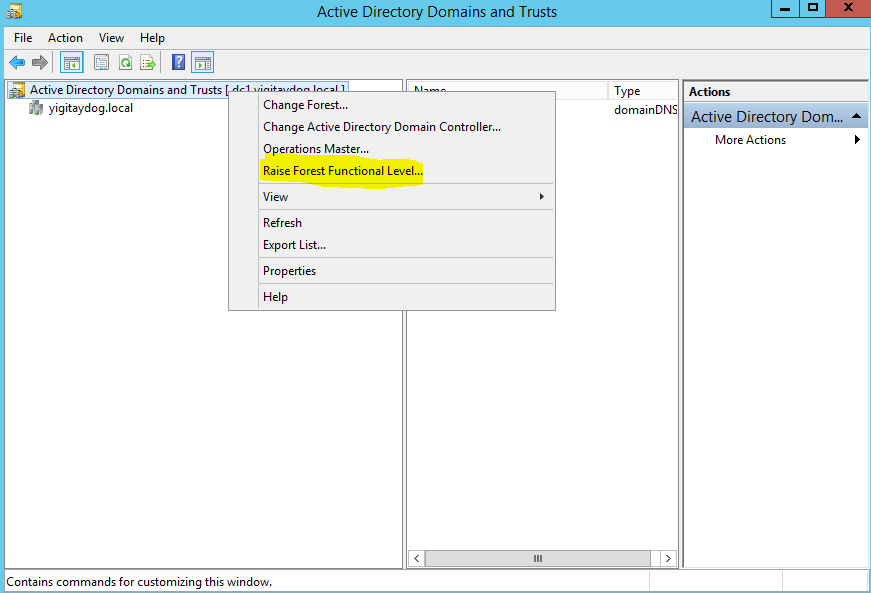 Active Directory Domains and Trusts
File Action View Help
Active Directory Domains and Trusts [ dc1.yigitaydog.local ]
yigitaydog.local
Change Forest...
Change Active Directory Domain Controller...
Operations Master...
Raise Forest Functional Level...
View
Refresh
Export List...
Properties
Help
Name
Type
domainDNS
Actions
Active Directory Dom...
More Actions
Contains commands for customizing this window.